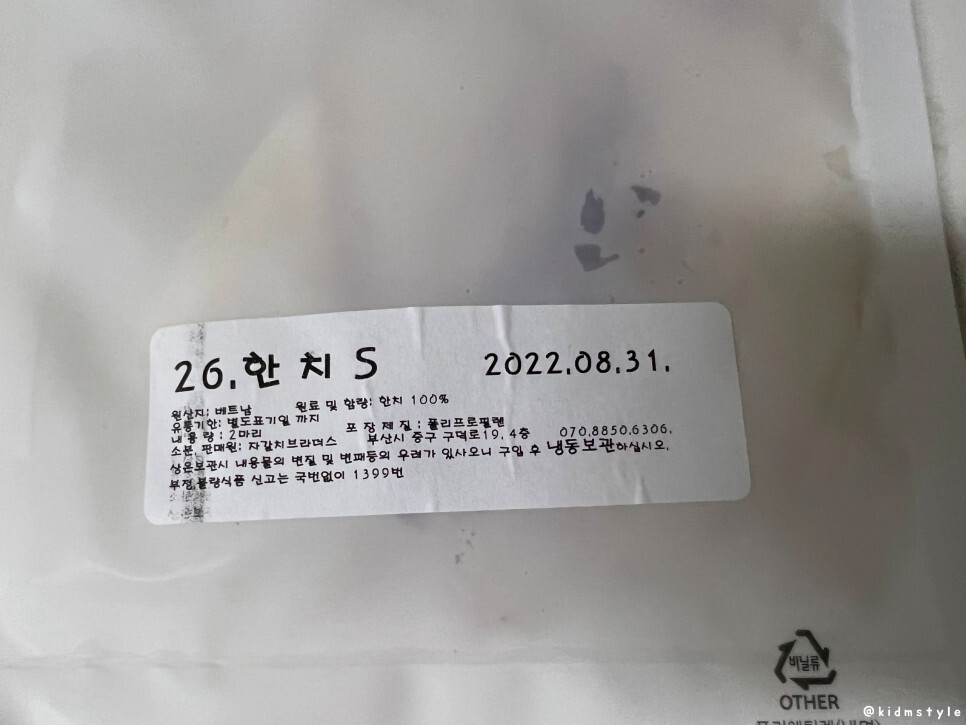 26.한치 S 2022.08.31.
원산지: 베트남 원료 및 함량: 한치 100%
유통기한: 별도표기일 까지
내 용 량 : 2마리 포 장 제 질 : 폴리프로필렌
소분, 판매원: 자갈치브라더스 부산시 중구 구덕로19, 4층 070.8850.6306.
상온보관시 내용물의 변질 및 변패등의 우려가 있사오니 구입 후 냉동보관하십시오.
부정,불량식품 신고는 국번없이 1399번
비닐류
OTHER
@kidmstyle